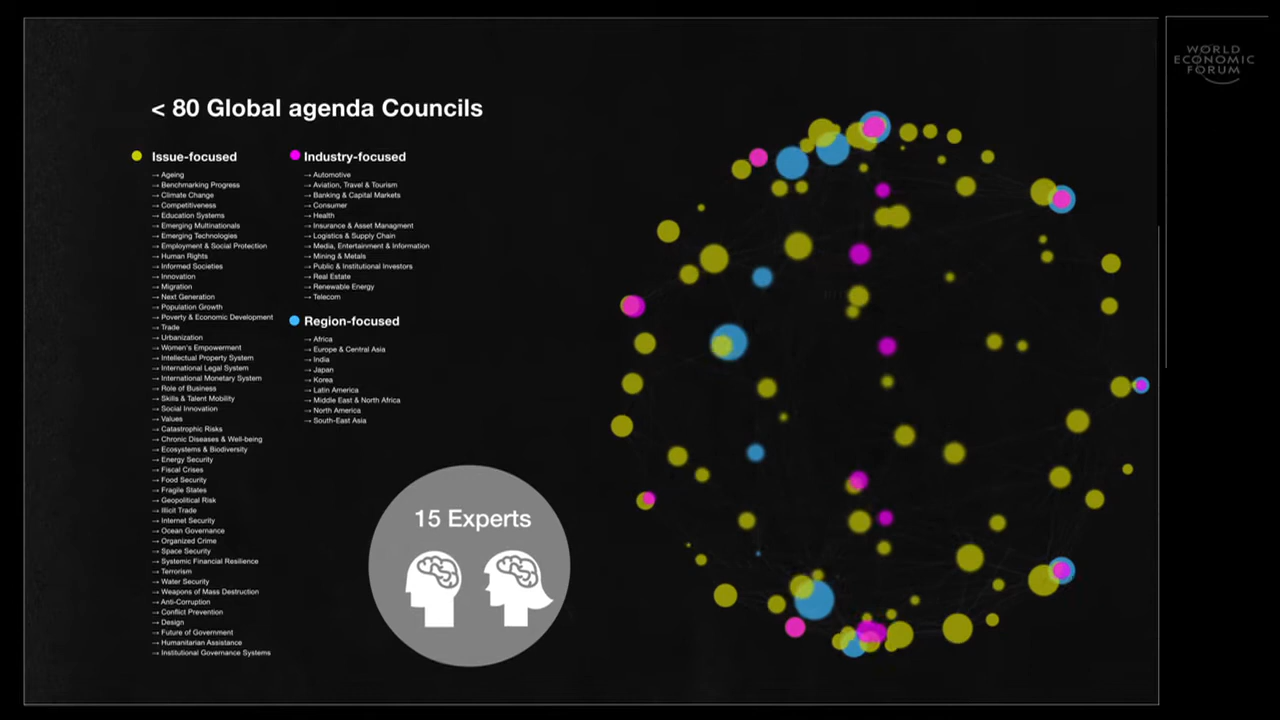 WORLD
ECONOMIC
FORUM
< 80 Global agenda Councils
Issue-focused
→ Ageing
→ Benchmarking Progress
→ Climate Change
→ Competitiveness
→ Education Systems
→ Emerging Multinationals
→ Emerging Technologies
→ Employment & Social Protection
→ Human Rights
→ Informed Societies
→ Innovation
→ Migration
→ Next Generation
→ Population Growth
→ Poverty & Economic Development
→ Trade
→ Urbanization
→ Women's Empowerment
→ Intellectual Property System
→ International Legal System
→ International Monetary System
→ Role of Business
→ Skills & Talent Mobility
→ Social Innovation
→ Values
→ Catastrophic Risks
→ Chronic Diseases & Well-being
→ Ecosystems & Biodiversity
→ Energy Security
→ Fiscal Crises
→ Food Security
→ Fragile States
→ Geopolitical Risk
→ Illicit Trade
→ Internet Security
→ Ocean Governance
→ Organized Crime
→ Space Security
→ Systemic Financial Resilience
→ Terrorism
→ Water Security
→ Weapons of Mass Destruction
→ Anti-Corruption
→ Conflict Prevention
→ Design
→ Future of Government
→ Humanitarian Assistance
→ Institutional Governance Systems
Industry-focused
→ Automotive
→ Aviation, Travel & Tourism
→ Banking & Capital Markets
→ Consumer
→ Health
→ Insurance & Asset Managment
→ Logistics & Supply Chain
→ Media, Entertainment & Information
→ Mining & Metals
→ Public & Institutional Investors
→ Real Estate
→ Renewable Energy
→ Telecom
Region-focused
→ Africa
→ Europe & Central Asia
→ India
→ Japan
→ Korea
→ Latin America
→ Middle East & North Africa
→ North America
→ South-East Asia
15 Experts